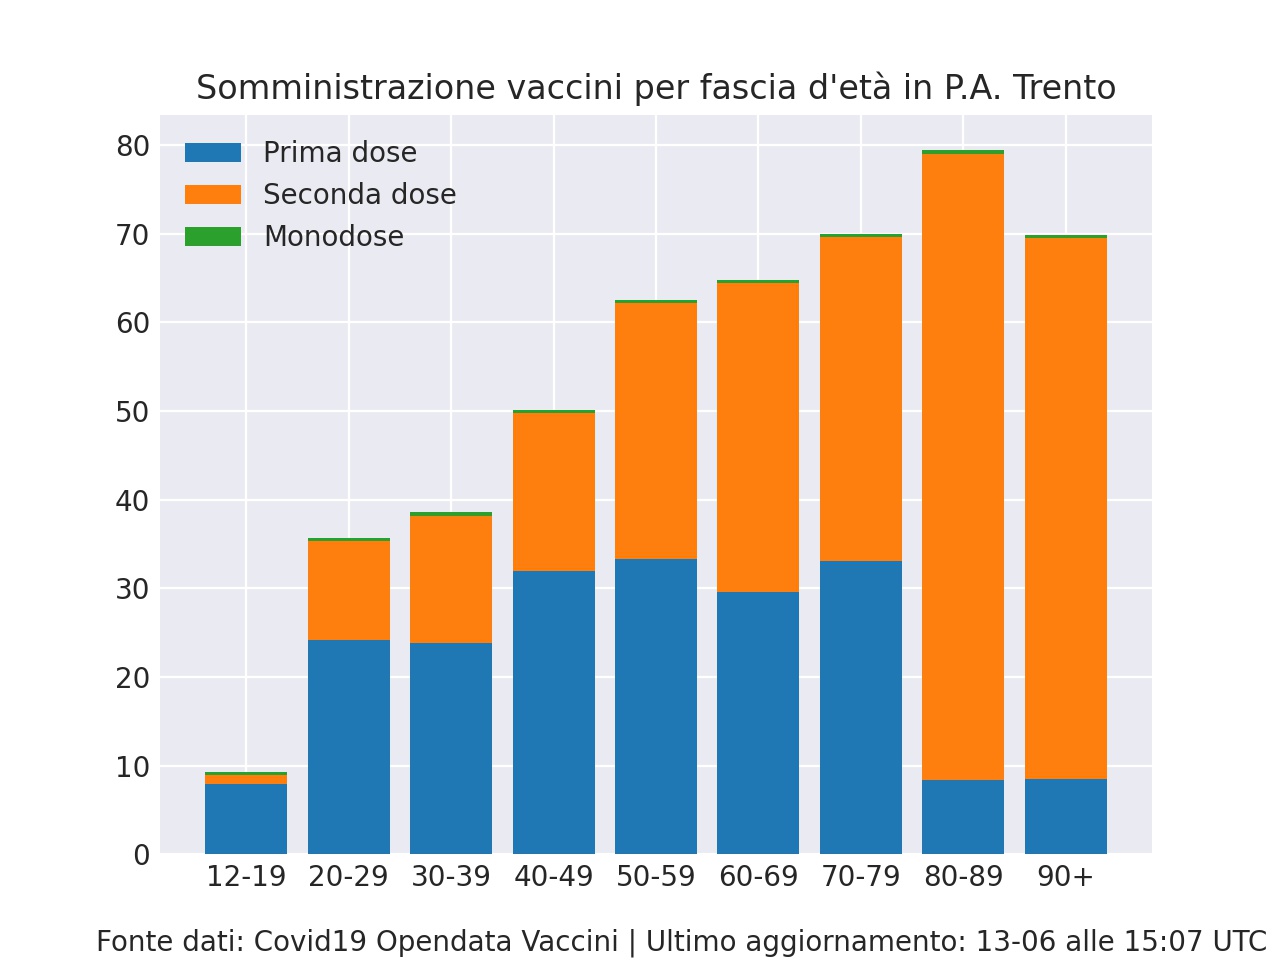 Somministrazione vaccini per fascia d'età in P.A. Trento
Prima dose
Seconda dose
Monodose
80
70
60
50
40
30
20
10
0
12-19 20-29 30-39 40-49 50-59 60-69 70-79 80-89 90+
Fonte dati: Covid19 Opendata Vaccini | Ultimo aggiornamento: 13-06 alle 15:07 UTC